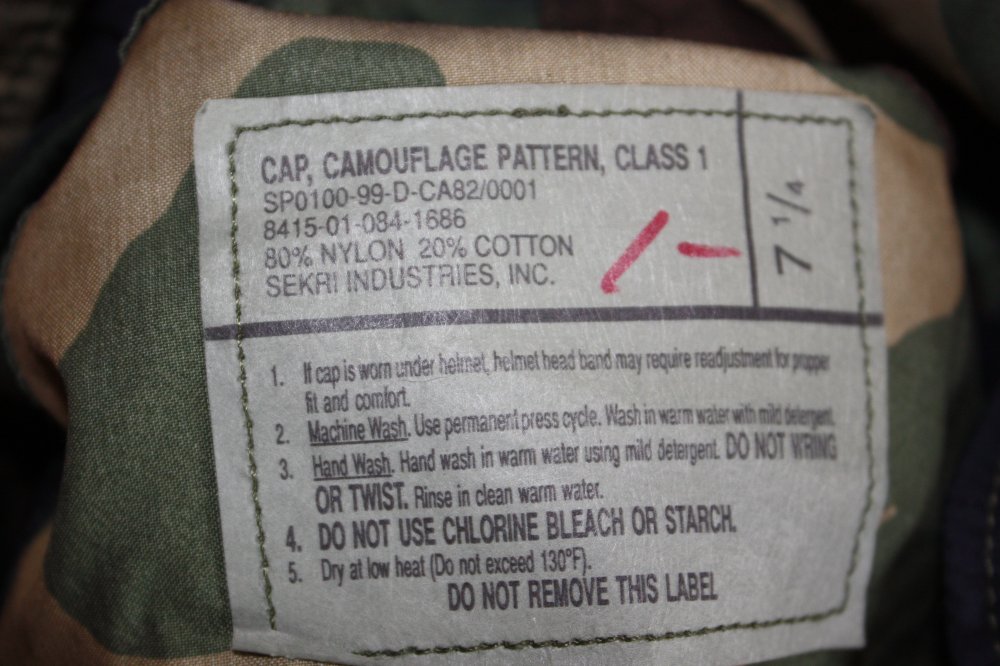 CAP, CAMOUFLAGE PATTERN, CLASS 1
SP0100-99-D-CA82/0001
8415-01-084-1686
80% NYLON 20% COTTON
SEKRI INDUSTRIES, INC.
7 1/4
1. If cap is worn under helmet, helmet head band may require readjustment for propper
fit and comfort.
2. Machine Wash. Use permanent press cycle. Wash in warm water with mild detergent.
3. Hand Wash. Hand wash in warm water using mild detergent. DO NOT WRING
OR TWIST. Rinse in clean warm water.
4. DO NOT USE CHLORINE BLEACH OR STARCH.
5. Dry at low heat (Do not exceed 130°F).
DO NOT REMOVE THIS LABEL